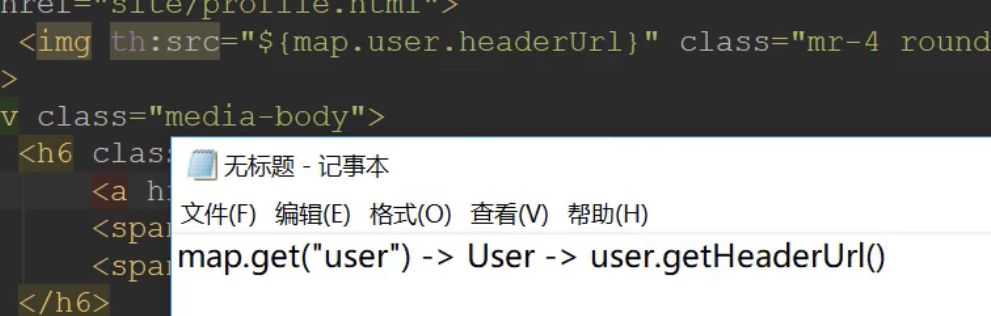 href="site/profile.html">
<img th:src="${map.user.headerUrl}" class="mr-4 round
>
v class="media-body">
<h6 clas
<a h
<spa
<spa
</h6>
无标题 - 记事本
文件(F) 编辑(E) 格式(O) 查看(V) 帮助(H)
map.get("user") -> User -> user.getHeaderUrl()